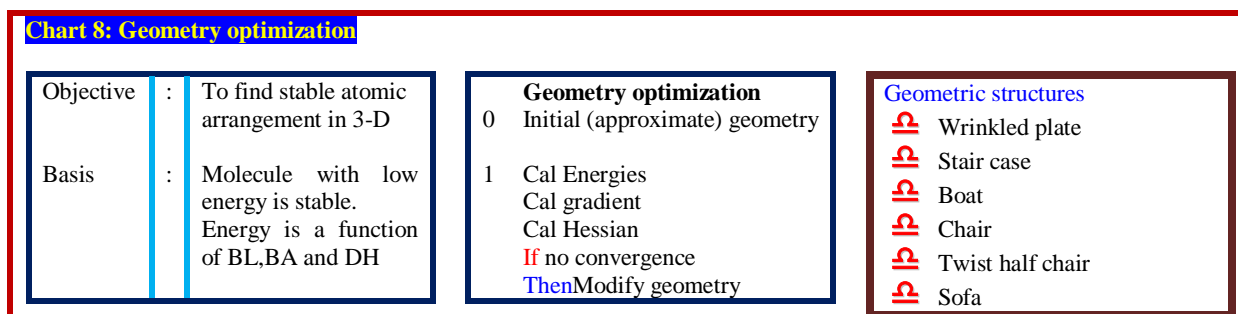 Chart 8: Geometry optimization
Objective : To find stable atomic
arrangement in 3-D
Basis : Molecule with low
energy is stable.
Energy is a function
of BL,BA and DH
Geometry optimization
0 Initial (approximate) geometry
1 Cal Energies
Cal gradient
Cal Hessian
If no convergence
ThenModify geometry
Geometric structures
♎ Wrinkled plate
♎ Stair case
♎ Boat
♎ Chair
♎ Twist half chair
♎ Sofa